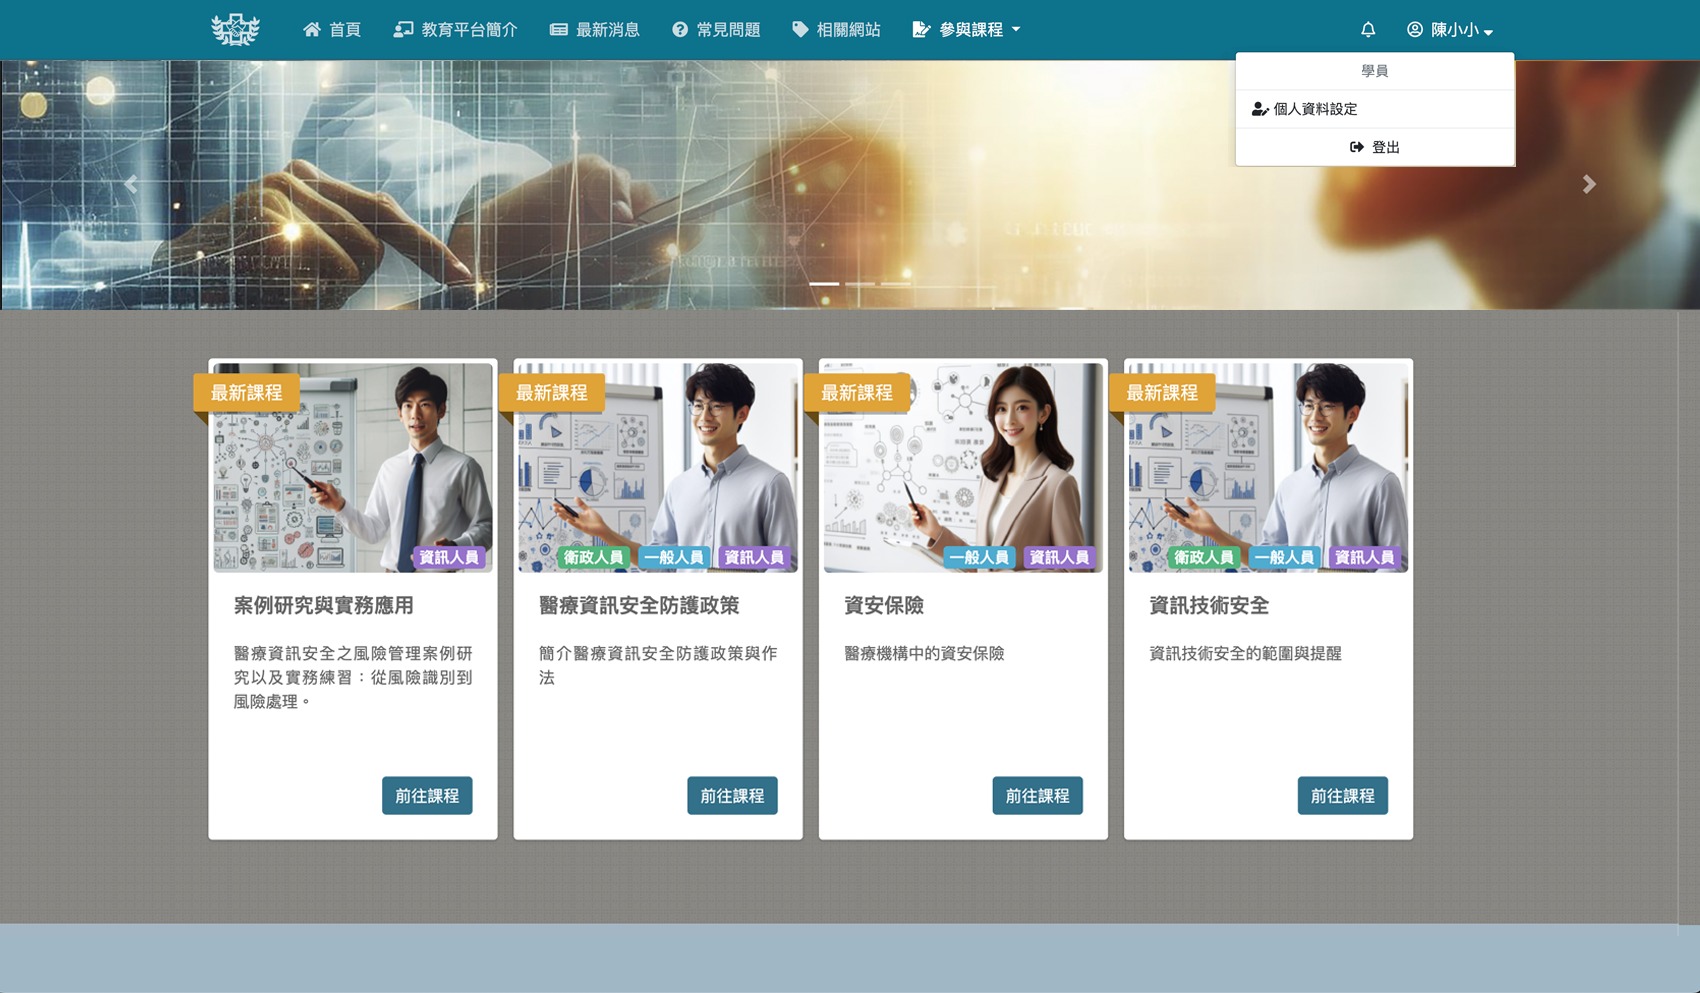 首頁
教育平台簡介
最新消息
常見問題
相關網站
參與課程
陳小小
學員
個人資料設定
登出
最新課程
資訊人員
案例研究與實務應用
醫療資訊安全之風險管理案例研
究以及實務練習：從風險識別到
風險處理。
前往課程
最新課程
衛政人員 一般人員 資訊人員
醫療資訊安全防護政策
簡介醫療資訊安全防護政策與作
法
前往課程
最新課程
一般人員 資訊人員
資安保險
醫療機構中的資安保險
前往課程
最新課程
衛政人員 一般人員 資訊人員
資訊技術安全
資訊技術安全的範圍與提醒
前往課程